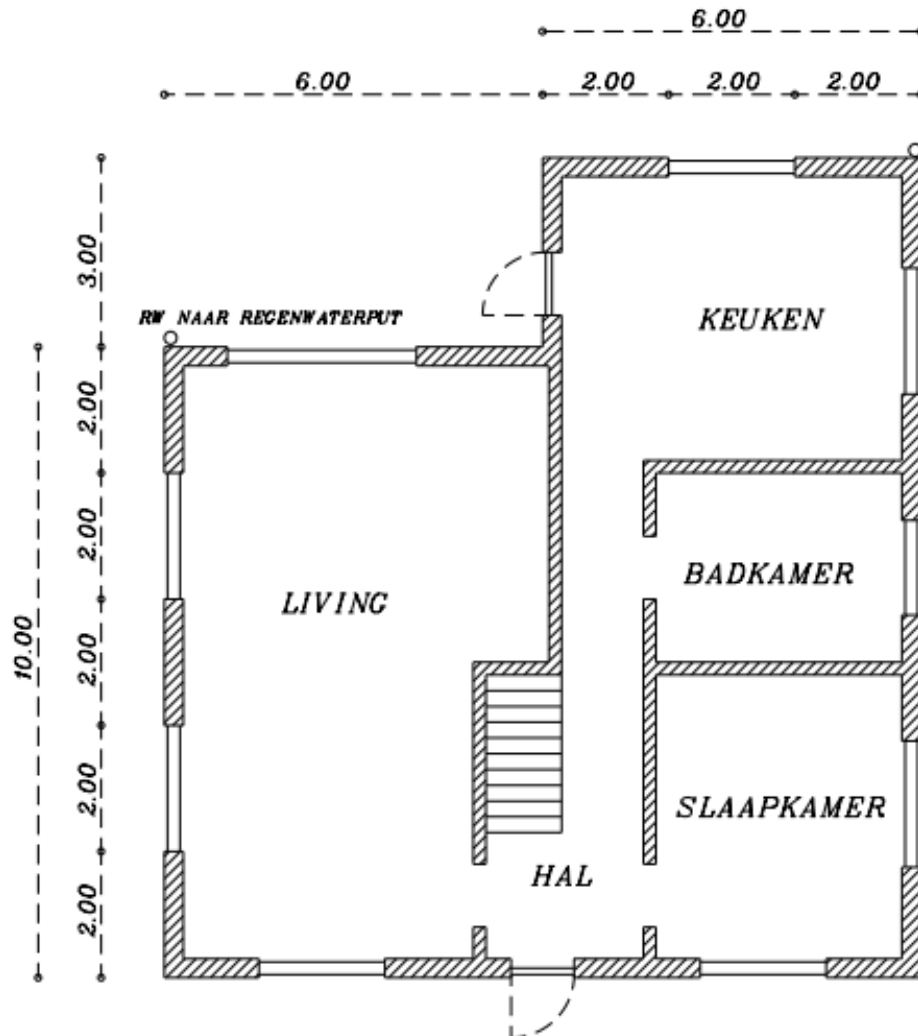 6.00
6.00
2.00
2.00
2.00
3.00
RW NAAR REGENWATERPUT
KEUKEN
2.00
2.00
BADKAMER
LIVING
10.00
2.00
2.00
SLAAPKAMER
HAL
2.00